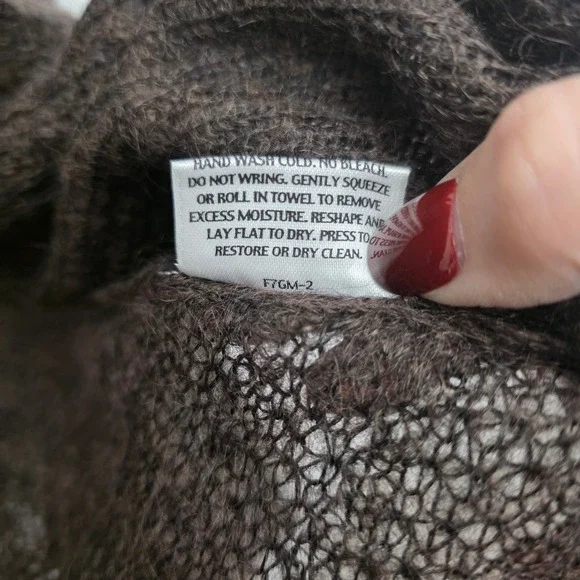 HAND WASH COLD. NO BLEACH.
DO NOT WRING. GENTLY SQUEEZE
OR ROLL IN TOWEL TO REMOVE
EXCESS MOISTURE. RESHAPE AND
LAY FLAT TO DRY. PRESS TO
RESTORE OR DRY CLEAN.
F7GM-2